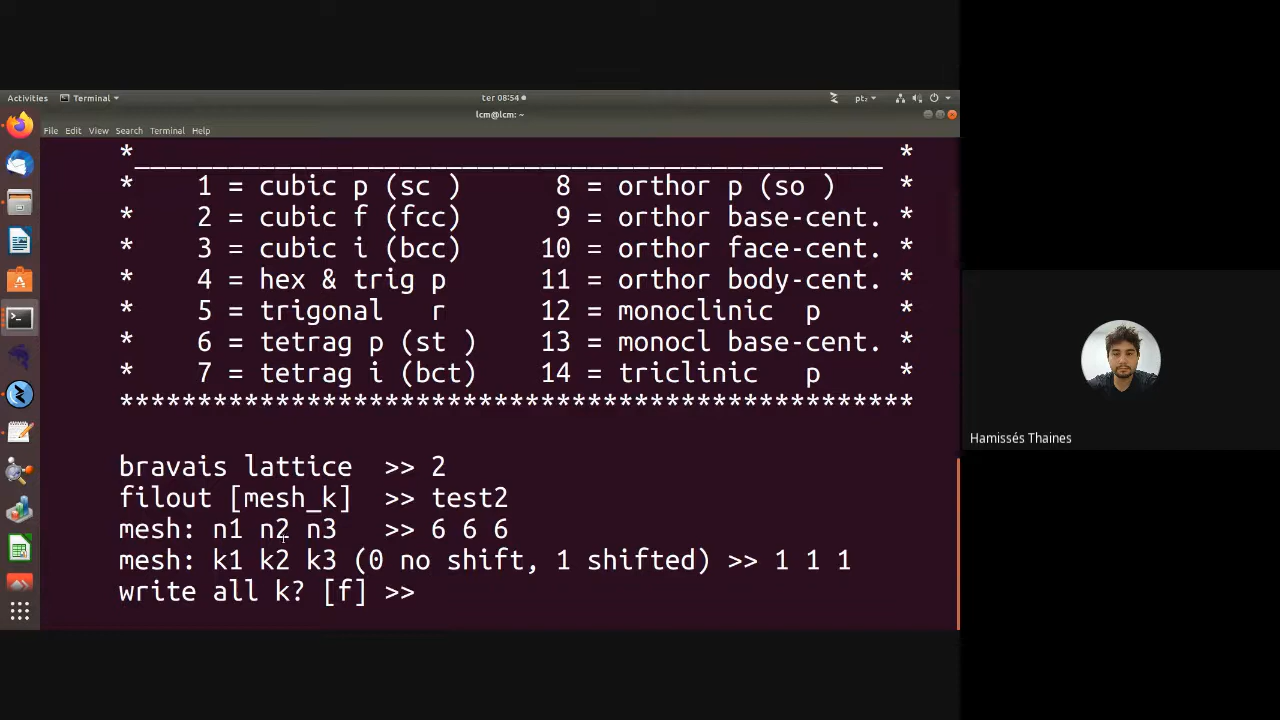 Activities Terminal ter 08:54 pt₂
lcm@lcm: ~
File Edit View Search Terminal Help
*________________________________________________ *
* 1 = cubic p (sc ) 8 = orthor p (so ) *
* 2 = cubic f (fcc) 9 = orthor base-cent. *
* 3 = cubic i (bcc) 10 = orthor face-cent. *
* 4 = hex & trig p 11 = orthor body-cent. *
* 5 = trigonal r 12 = monoclinic p *
* 6 = tetrag p (st ) 13 = monocl base-cent. *
* 7 = tetrag i (bct) 14 = triclinic p *
***************************************************
bravais lattice >> 2
filout [mesh_k] >> test2
mesh: n1 n2 n3 >> 6 6 6
mesh: k1 k2 k3 (0 no shift, 1 shifted) >> 1 1 1
write all k? [f] >>
Hamissés Thaines